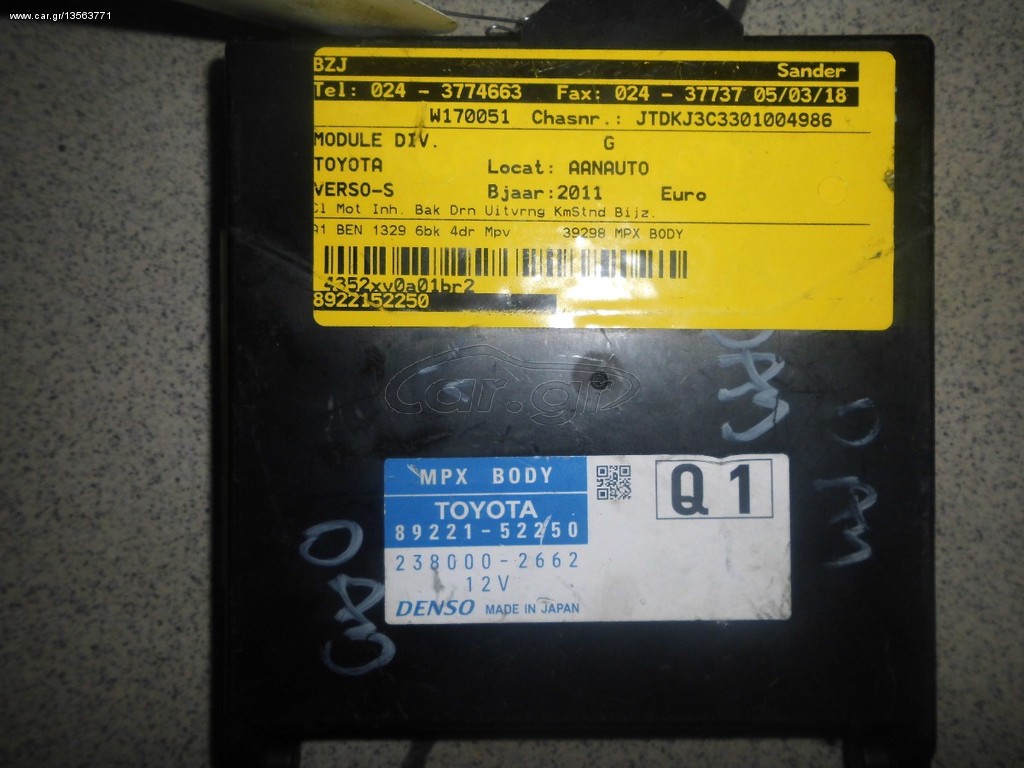 www.car.gr/13563771
BZJ Sander
Tel: 024 - 3774663 Fax: 024 - 37737 05/03/18
W170051 Chasnr.: JTDKJ3C3301004986
MODULE DIV. G
TOYOTA Locat: AANAUTO
VERSO-S Bjaar:2011 Euro
Cl Mot Inh. Bak Drn Uitvrng KmStnd Bijz.
A1 BEN 1329 6bk 4dr Mpv 39298 MPX BODY
4352xv0a01br2
8922152250
car.gr
MPX BODY
Q1
TOYOTA
89221-52250
238000-2662
12V
DENSO MADE IN JAPAN